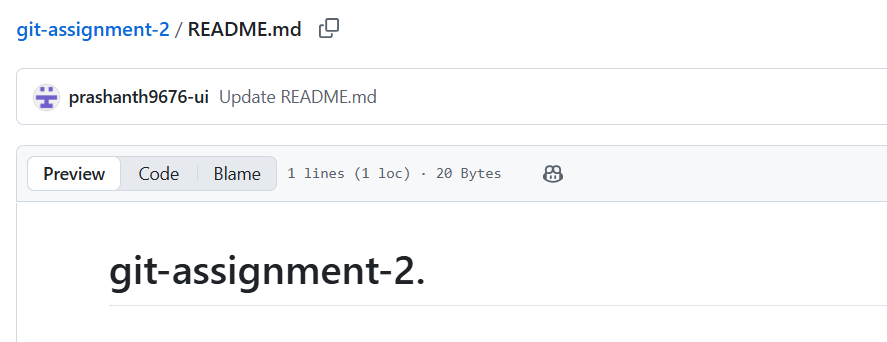 git-assignment-2 / README.md
prashanth9676-ui Update README.md
Preview Code Blame 1 lines (1 loc) · 20 Bytes
git-assignment-2.